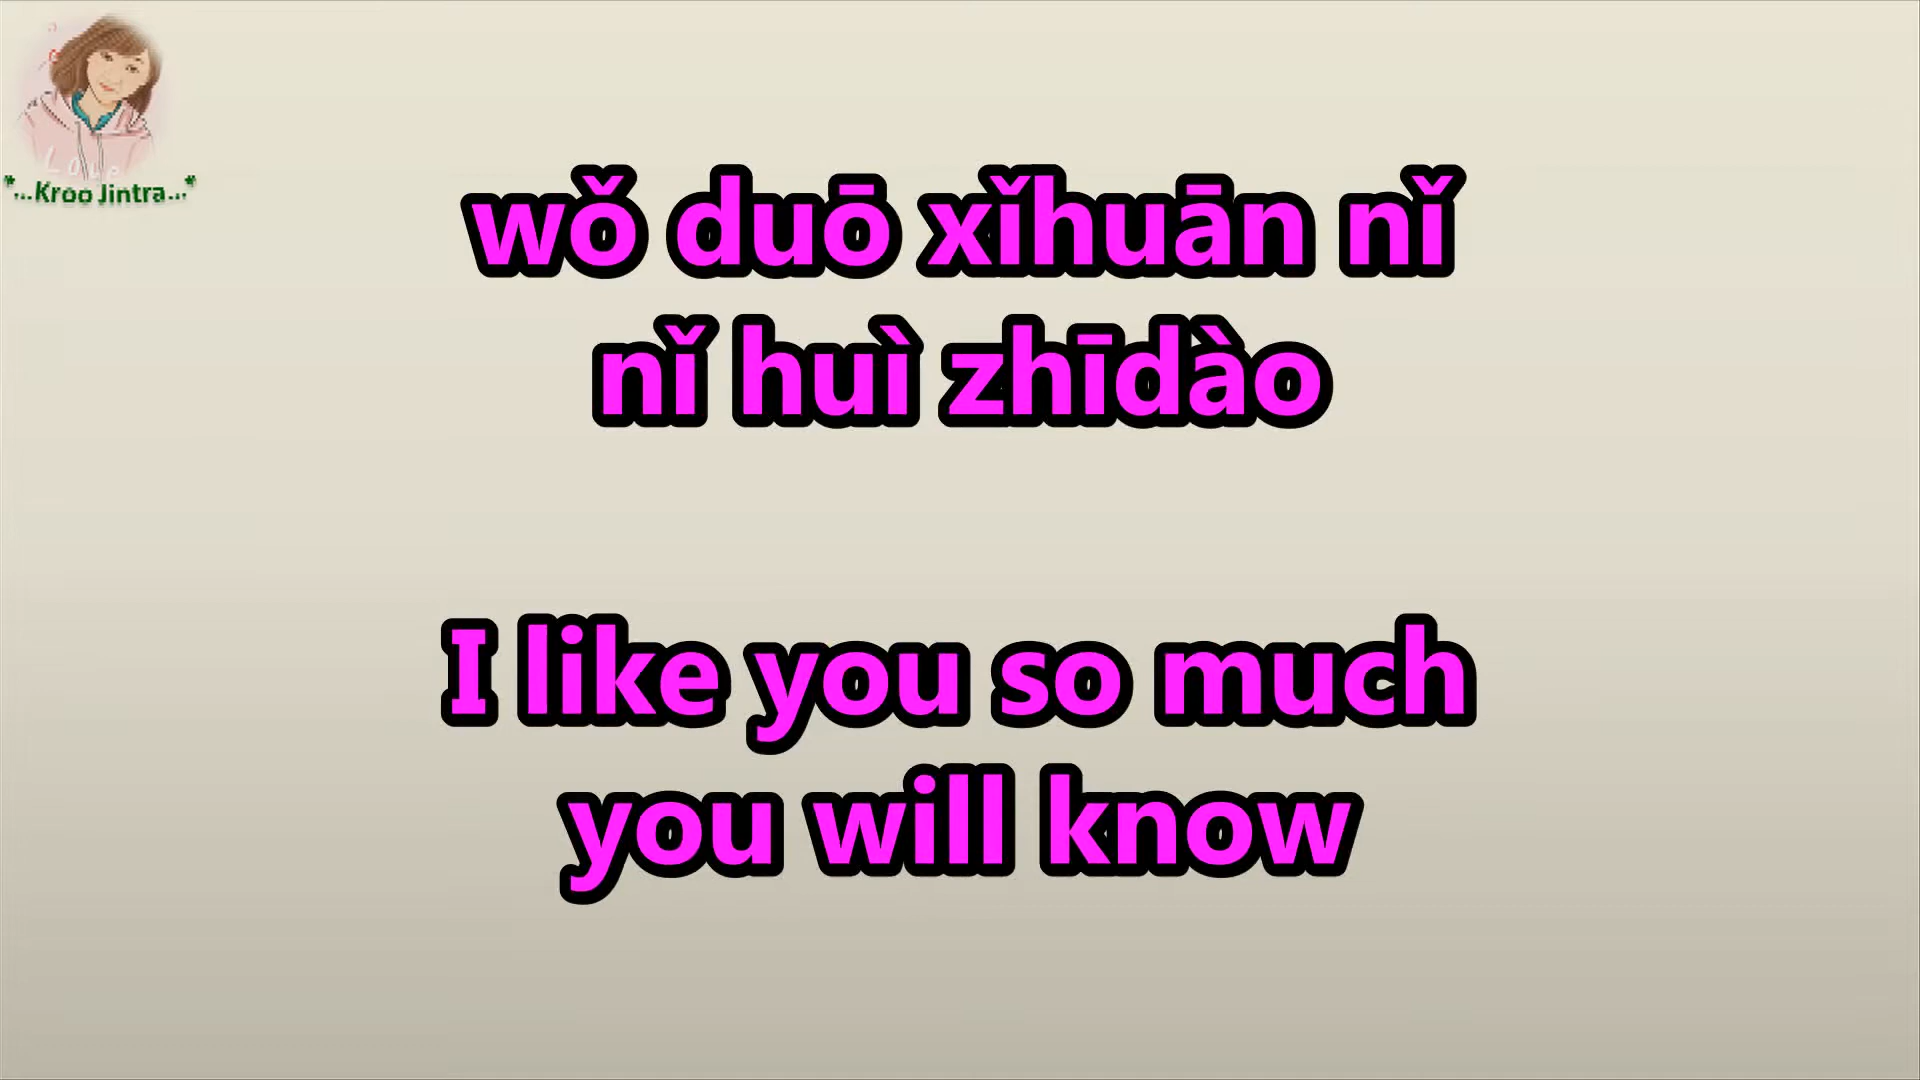 *...Kroo Jintra...*
wǒ duō xǐhuān nǐ
nǐ huì zhīdào
I like you so much
you will know